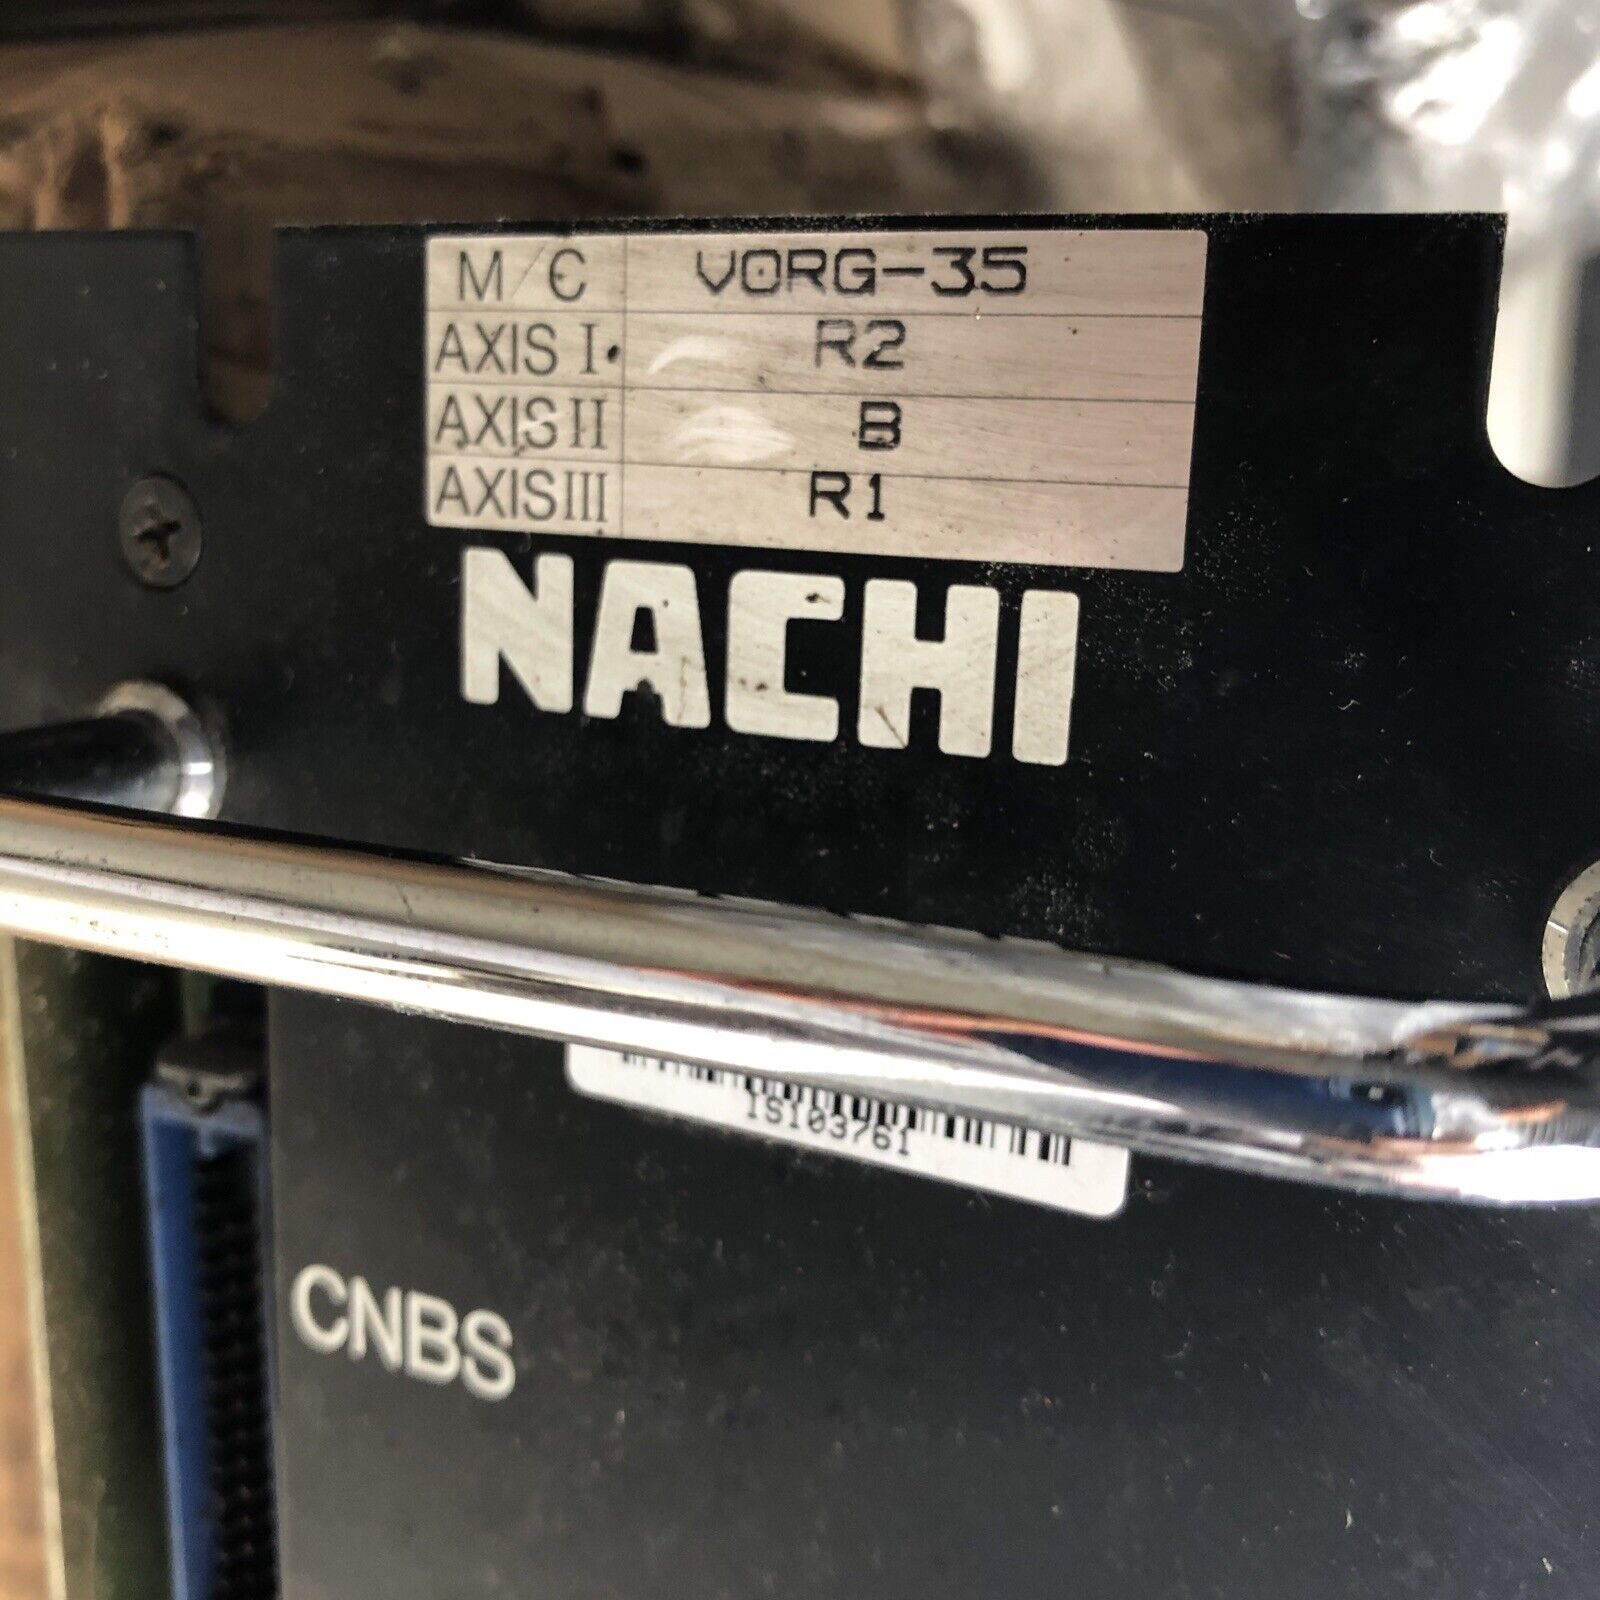 M/C VORG-35
AXIS I R2
AXIS II B
AXIS III R1
NACHI
IS103761
CNBS